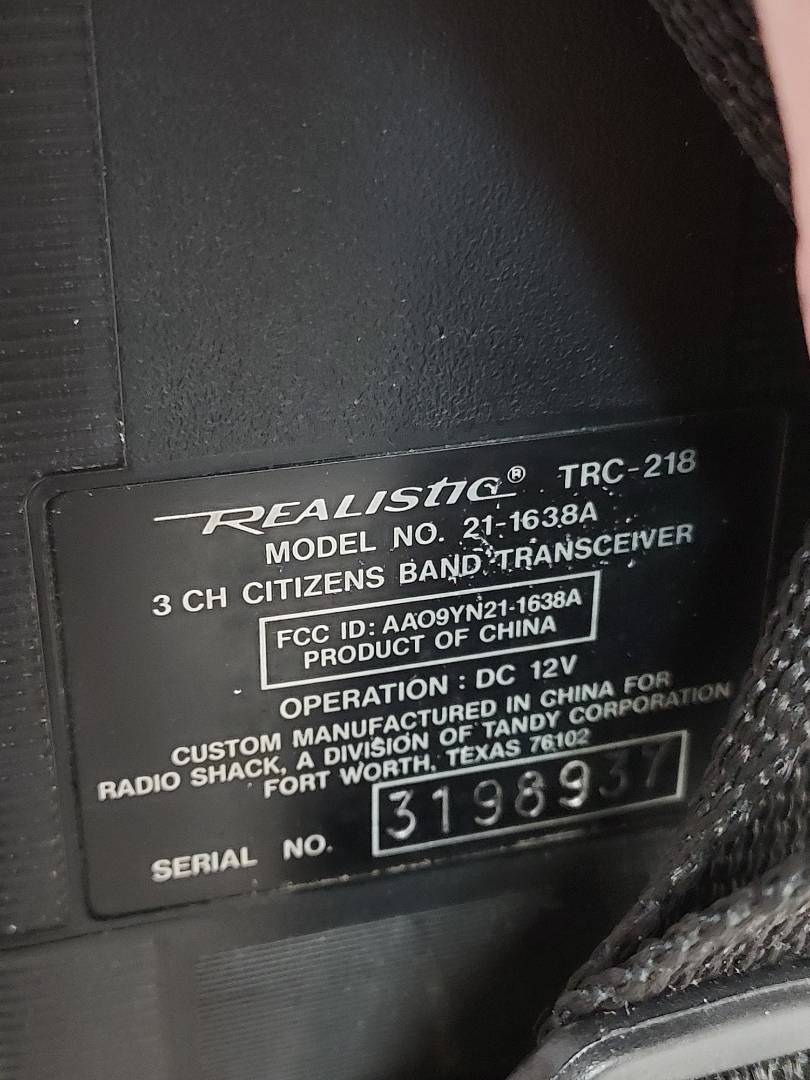 REALISTIC® TRC-218
MODEL NO. 21-1638A
3 CH CITIZENS BAND TRANSCEIVER
FCC ID: AAO9YN21-1638A
PRODUCT OF CHINA
OPERATION : DC 12V
CUSTOM MANUFACTURED IN CHINA FOR
RADIO SHACK, A DIVISION OF TANDY CORPORATION
FORT WORTH, TEXAS 76102
SERIAL NO. 3198937